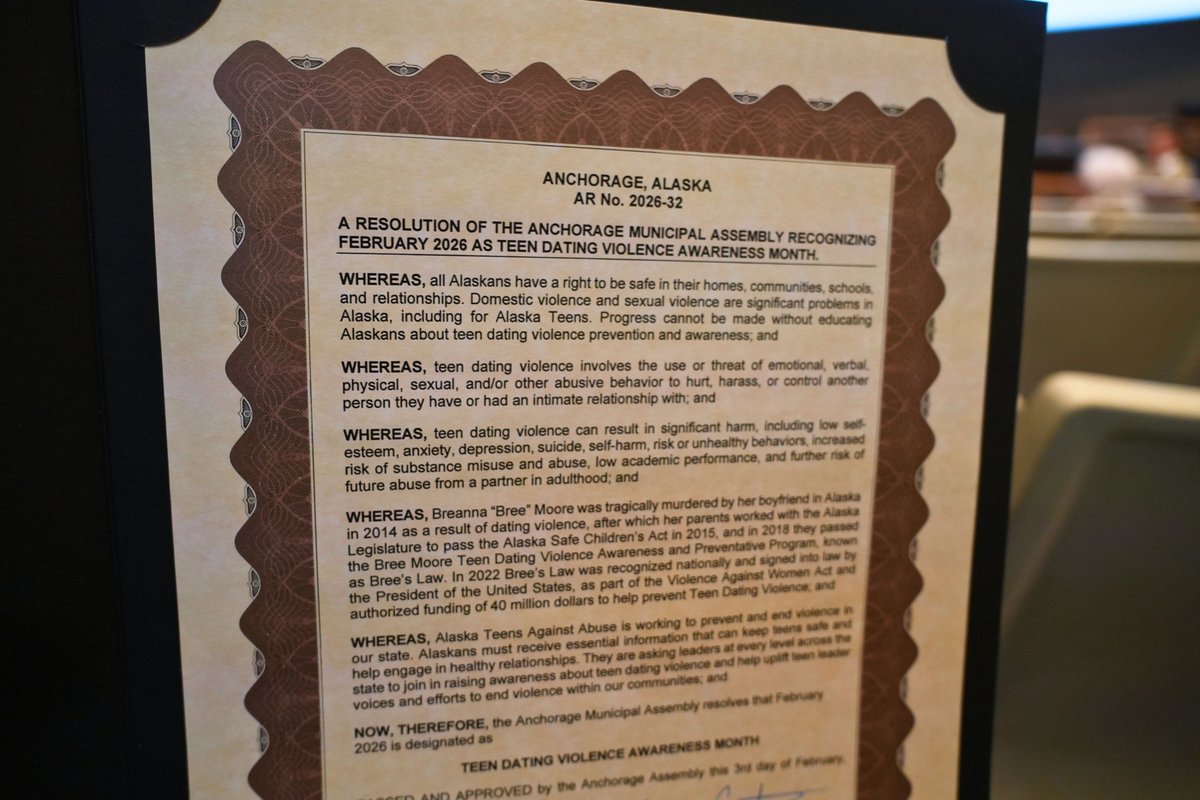 ANCHORAGE, ALASKA
AR No. 2026-32
A RESOLUTION OF THE ANCHORAGE MUNICIPAL ASSEMBLY RECOGNIZING
FEBRUARY 2026 AS TEEN DATING VIOLENCE AWARENESS MONTH.
WHEREAS, all Alaskans have a right to be safe in their homes, communities, schools,
and relationships. Domestic violence and sexual violence are significant problems in
Alaska, including for Alaska Teens. Progress cannot be made without educating
Alaskans about teen dating violence prevention and awareness; and
WHEREAS, teen dating violence involves the use or threat of emotional, verbal,
physical, sexual, and/or other abusive behavior to hurt, harass, or control another
person they have or had an intimate relationship with; and
WHEREAS, teen dating violence can result in significant harm, including low self-
esteem, anxiety, depression, suicide, self-harm, risk or unhealthy behaviors, increased
risk of substance misuse and abuse, low academic performance, and further risk of
future abuse from a partner in adulthood; and
WHEREAS, Breanna “Bree” Moore was tragically murdered by her boyfriend in Alaska
in 2014 as a result of dating violence, after which her parents worked with the Alaska
Legislature to pass the Alaska Safe Children’s Act in 2015, and in 2018 they passed
the Bree Moore Teen Dating Violence Awareness and Preventative Program, known
as Bree’s Law. In 2022 Bree’s Law was recognized nationally and signed into law by
the President of the United States, as part of the Violence Against Women Act and
authorized funding of 40 million dollars to help prevent Teen Dating Violence; and
WHEREAS, Alaska Teens Against Abuse is working to prevent and end violence in
our state. Alaskans must receive essential information that can keep teens safe and
help engage in healthy relationships. They are asking leaders at every level across the
state to join in raising awareness about teen dating violence and help uplift teen leader
voices and efforts to end violence within our communities; and
NOW, THEREFORE, the Anchorage Municipal Assembly resolves that February
2026 is designated as
TEEN DATING VIOLENCE AWARENESS MONTH
PASSED AND APPROVED by the Anchorage Assembly this 3rd day of February,